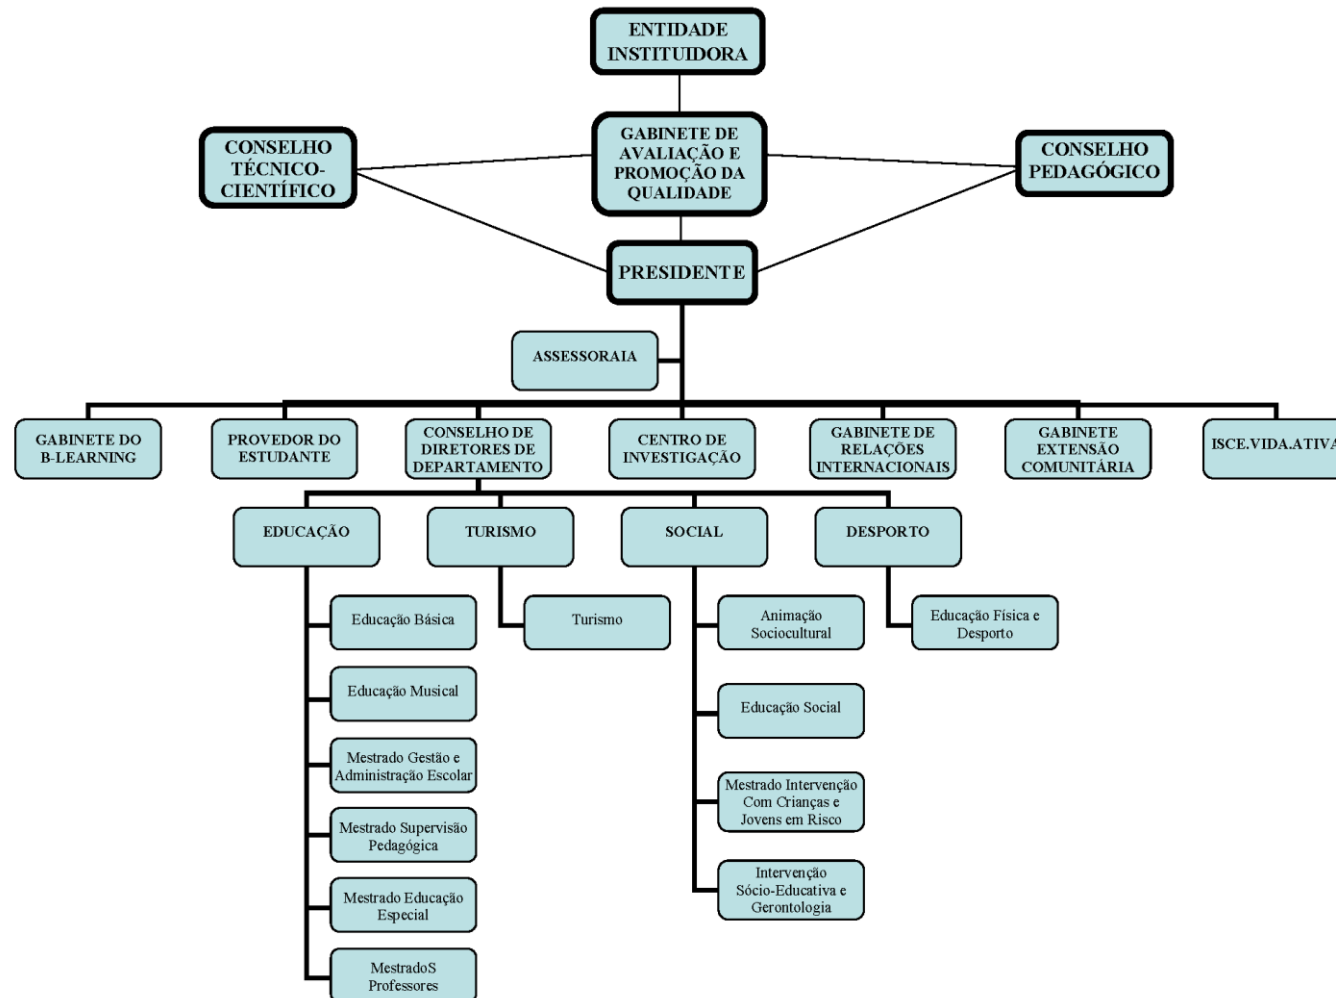 ENTIDADE
INSTITUIDORA
GABINETE DE
AVALIAÇÃO E
PROMOÇÃO DA
QUALIDADE
CONSELHO
TÉCNICO-
CIENTÍFICO
CONSELHO
PEDAGÓGICO
PRESIDENTE
ASSESSORAIA
GABINETE DO
B-LEARNING
PROVEDOR DO
ESTUDANTE
CONSELHO DE
DIRETORES DE
DEPARTAMENTO
CENTRO DE
INVESTIGAÇÃO
GABINETE DE
RELAÇÕES
INTERNACIONAIS
GABINETE
EXTENSÃO
COMUNITÁRIA
ISCE.VIDA.ATIVA
EDUCAÇÃO
TURISMO
SOCIAL
DESPORTO
Educação Básica
Educação Musical
Mestrado Gestão e
Administração Escolar
Mestrado Supervisão
Pedagógica
Mestrado Educação
Especial
MestradoS
Professores
Turismo
Animação
Sociocultural
Educação Social
Mestrado Intervenção
Com Crianças e
Jovens em Risco
Intervenção
Sócio-Educativa e
Gerontologia
Educação Física e
Desporto